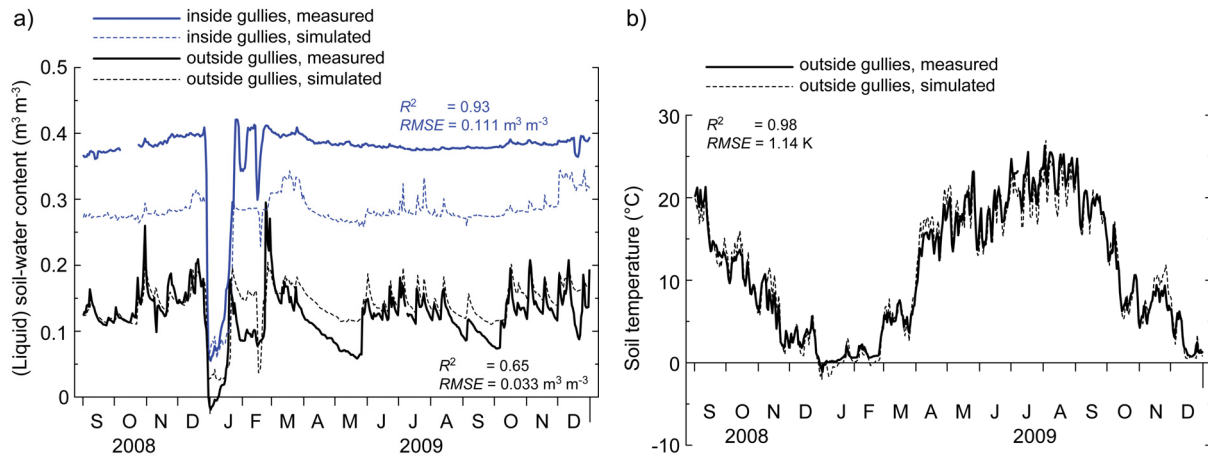 a)
inside gullies, measured
inside gullies, simulated
outside gullies, measured
outside gullies, simulated
(Liquid) soil-water content (m³ m⁻³)
0.5
0.4
0.3
0.2
0.1
0
R² = 0.93
RMSE = 0.111 m³ m⁻³
R² = 0.65
RMSE = 0.033 m³ m⁻³
S O N D J F M A M J J A S O N D
2008 2009
b)
outside gullies, measured
outside gullies, simulated
Soil temperature (°C)
30
20
10
0
-10
R² = 0.98
RMSE = 1.14 K
S O N D J F M A M J J A S O N D
2008 2009